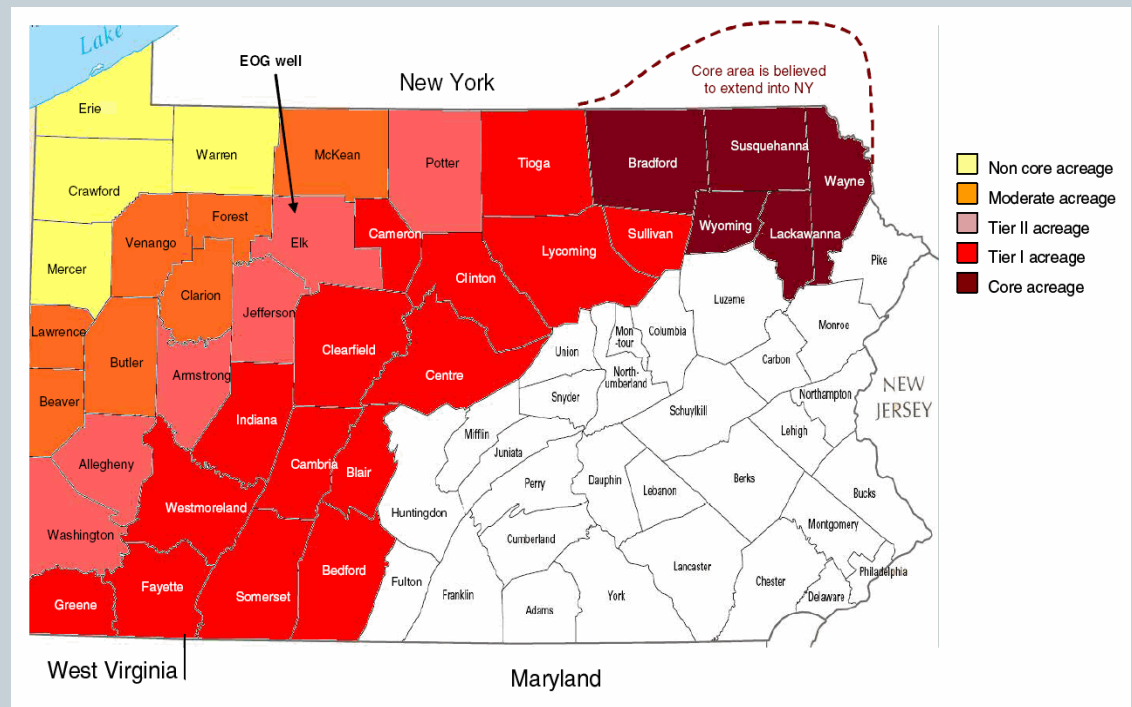 Lake
EOG well
New York
Core area is believed
to extend into NY
Erie
Warren
McKean
Potter
Tioga
Bradford
Susquehanna
Wayne
Crawford
Forest
Venango
Elk
Cameron
Lycoming
Sullivan
Wyoming
Lackawanna
Pike
Mercer
Clarion
Jefferson
Clinton
Luzerne
Lawrence
Butler
Armstrong
Clearfield
Centre
Union
Mon
-tour
Columbia
Monroe
Carbon
North-
umberland
Snyder
Northampton
NEW
JERSEY
Beaver
Indiana
Schuylkill
Lehigh
Allegheny
Cambria
Blair
Mifflin
Juniata
Perry
Dauphin
Lebanon
Berks
Bucks
Westmoreland
Huntingdon
Montgomery
Washington
Cumberland
Lancaster
Philadelphia
Greene
Fayette
Somerset
Bedford
Fulton
Franklin
Adams
York
Chester
Delaware
West Virginia
Maryland
Non core acreage
Moderate acreage
Tier II acreage
Tier I acreage
Core acreage